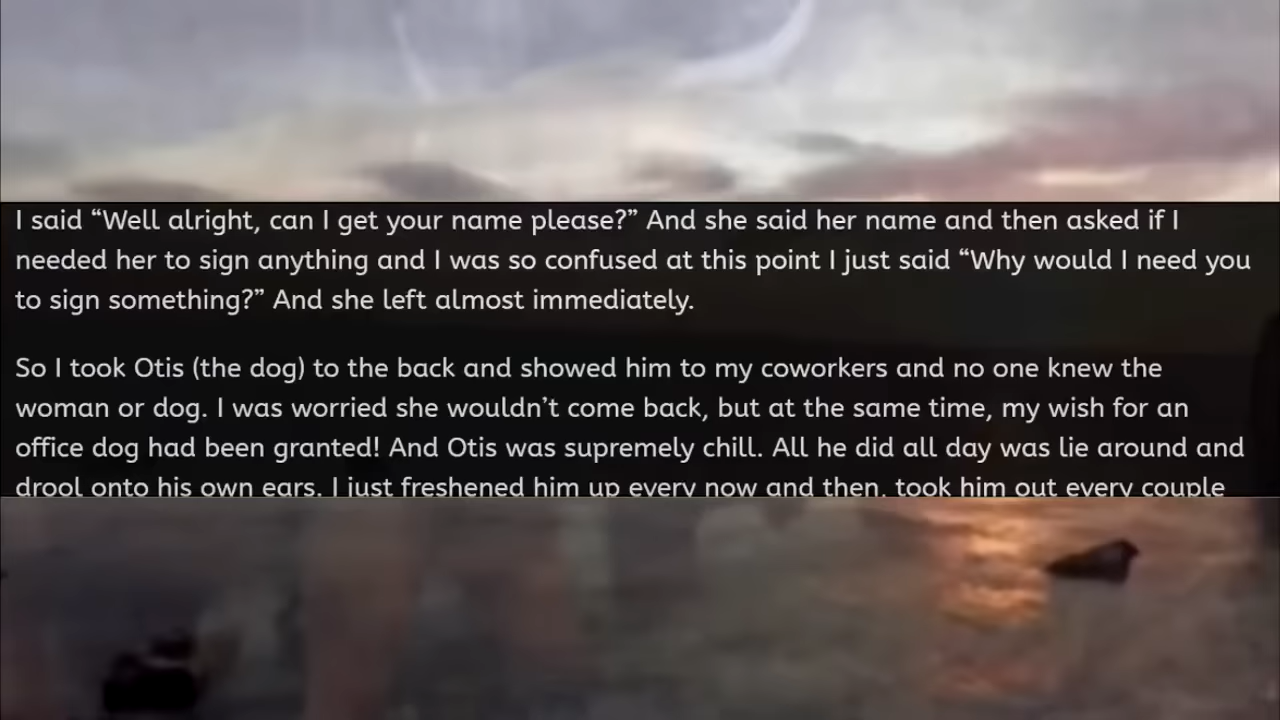 I said “Well alright, can I get your name please?” And she said her name and then asked if I
needed her to sign anything and I was so confused at this point I just said “Why would I need you
to sign something?” And she left almost immediately.
So I took Otis (the dog) to the back and showed him to my coworkers and no one knew the
woman or dog. I was worried she wouldn’t come back, but at the same time, my wish for an
office dog had been granted! And Otis was supremely chill. All he did all day was lie around and
drool onto his own ears. I just freshened him up every now and then, took him out every couple